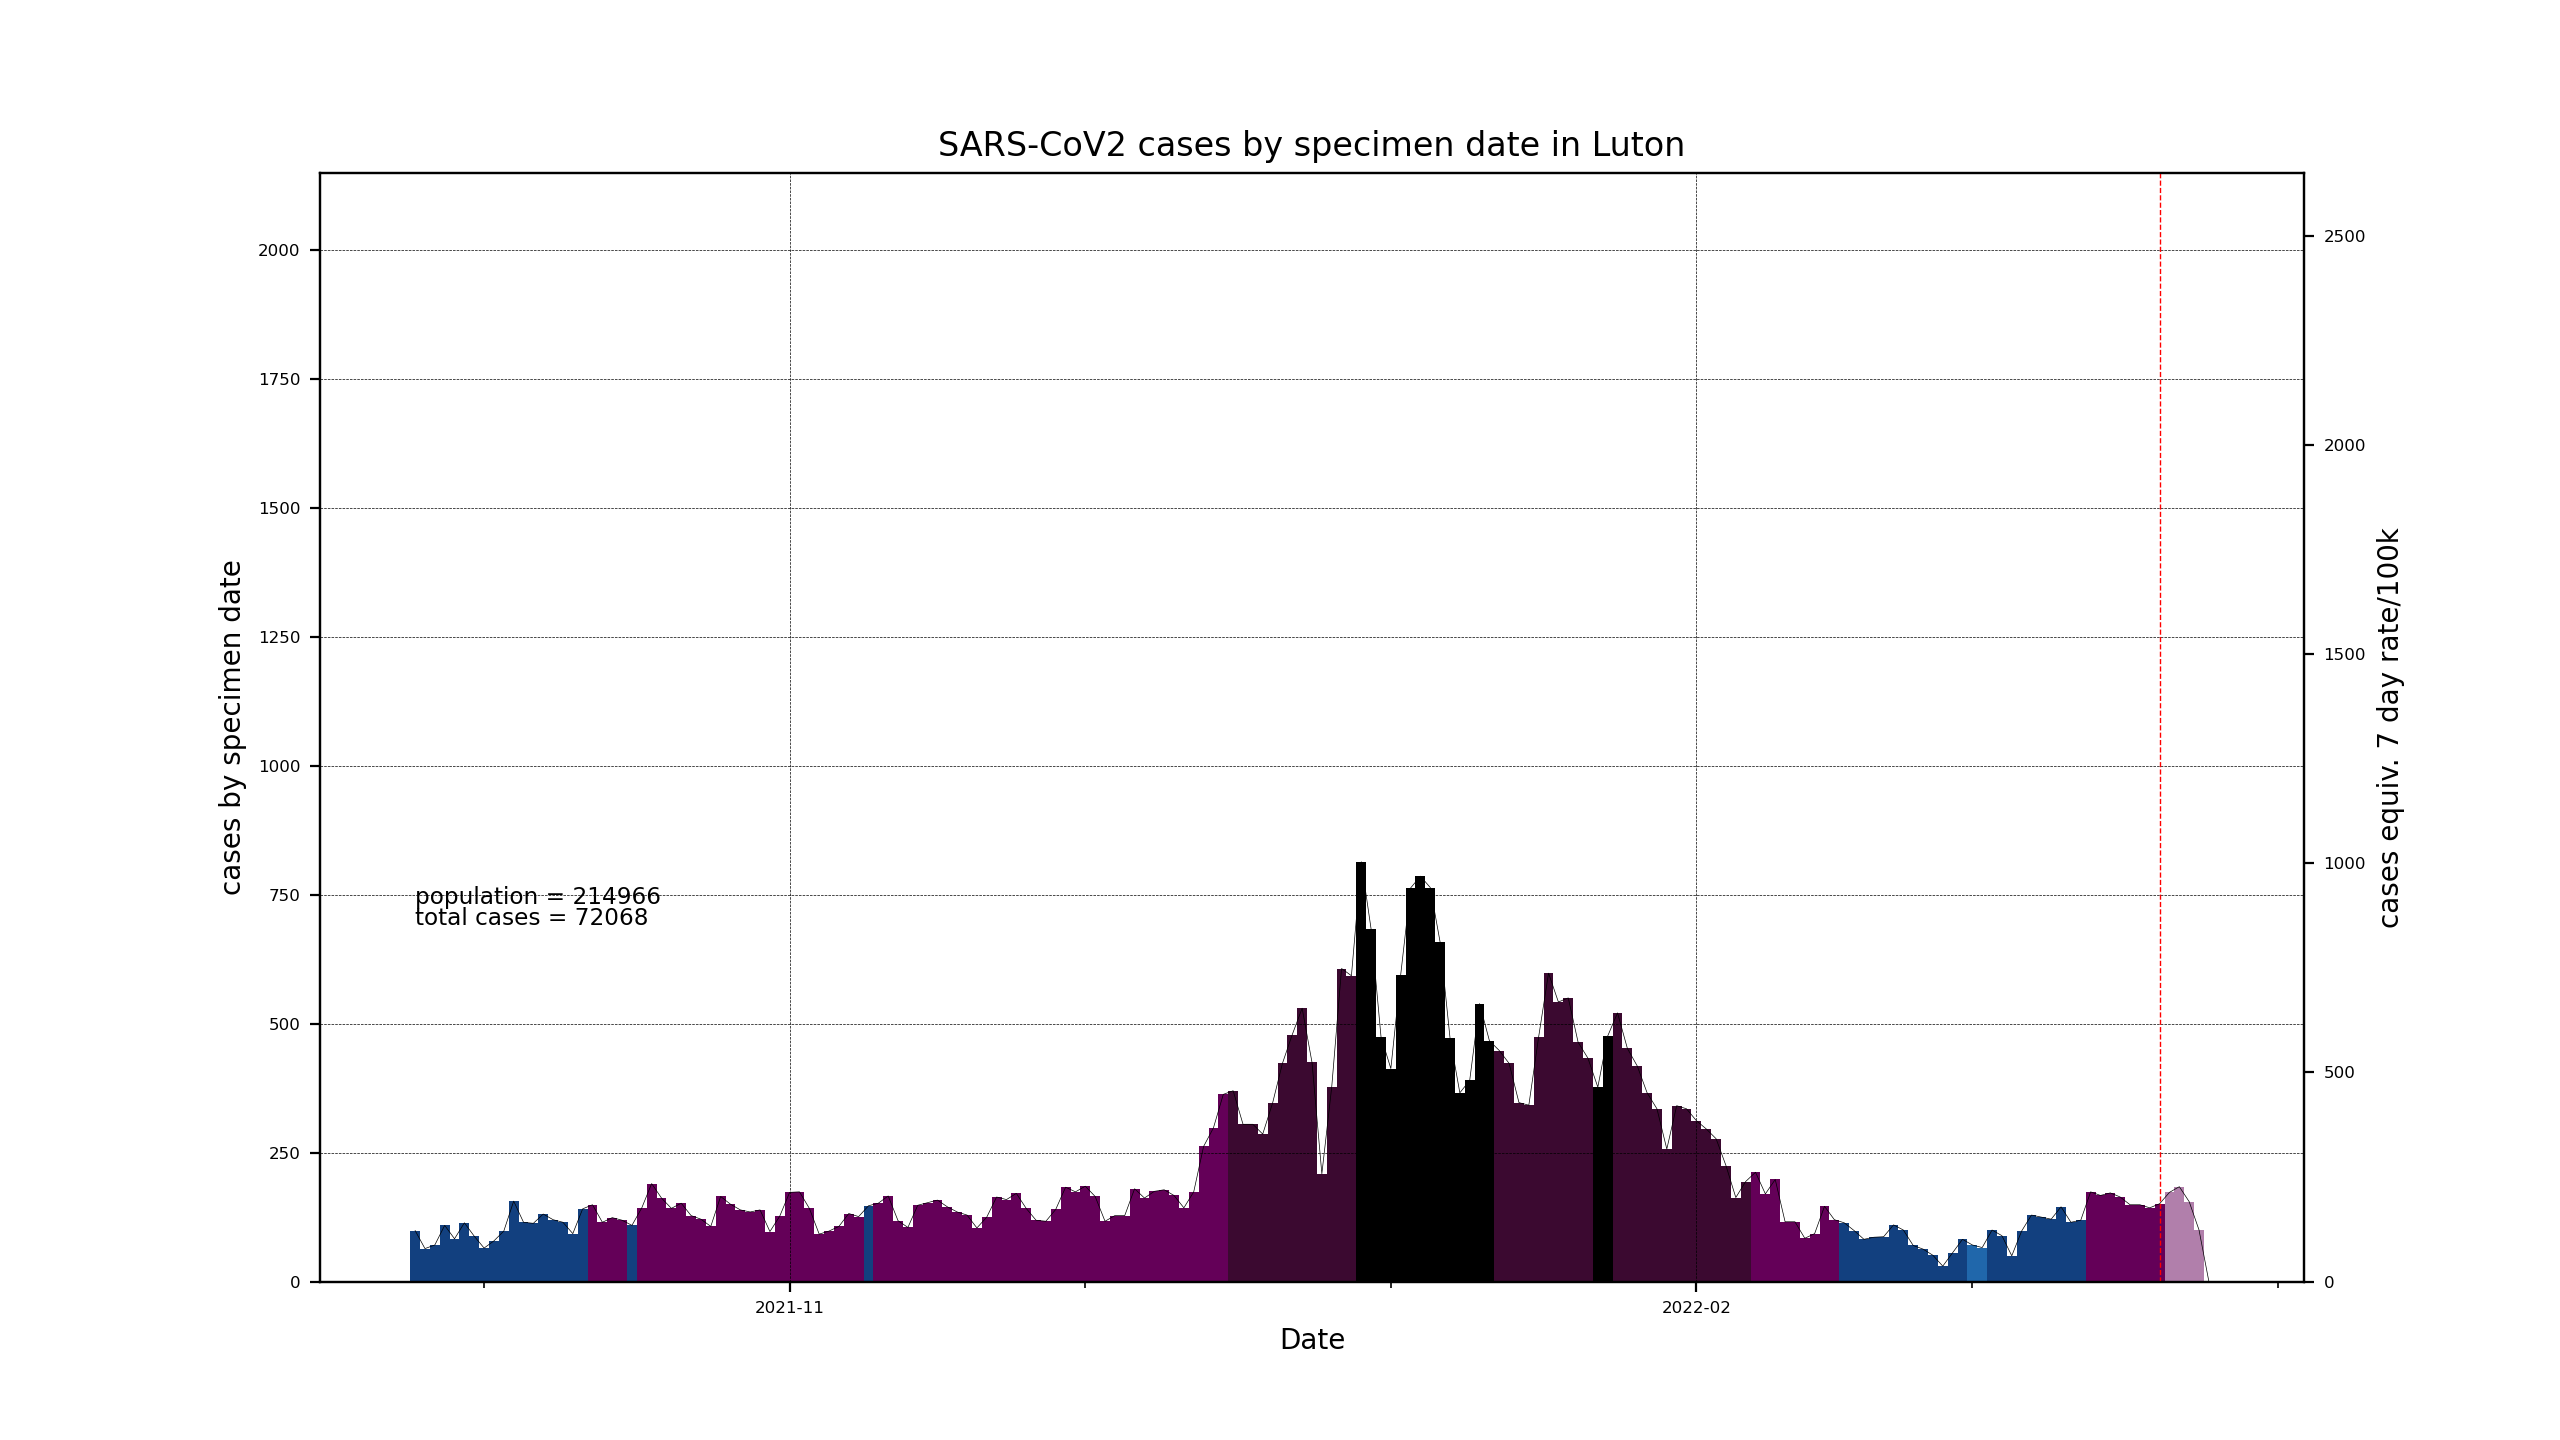 SARS-CoV2 cases by specimen date in Luton
cases by specimen date
2000
1750
1500
1250
1000
750
500
250
0
population = 214966
total cases = 72068
2500
2000
1500
1000
500
0
cases equiv. 7 day rate/100k
2021-11
2022-02
Date